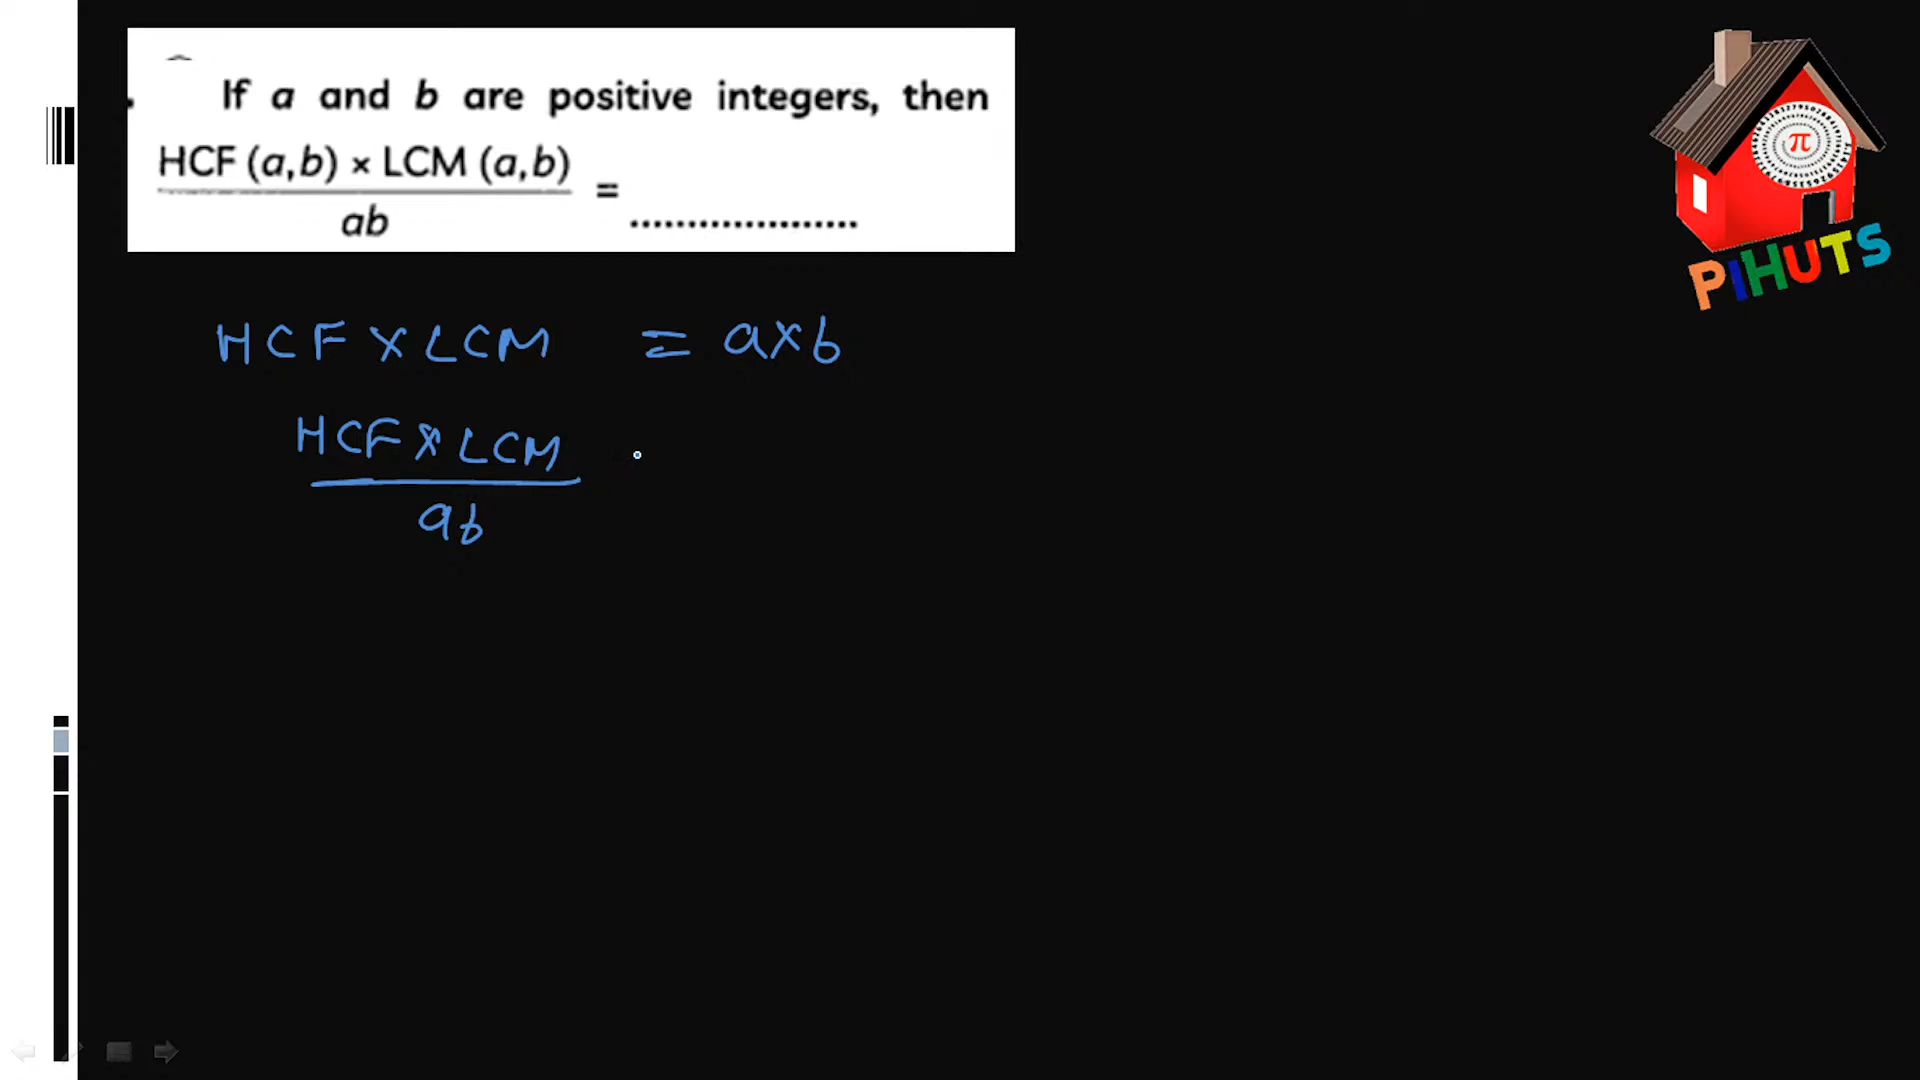 If a and b are positive integers, then
HCF (a,b) × LCM (a,b)
=
ab
....................
π
PIHUTS
HCF X LCM = a x b
HCF X LCM
ab